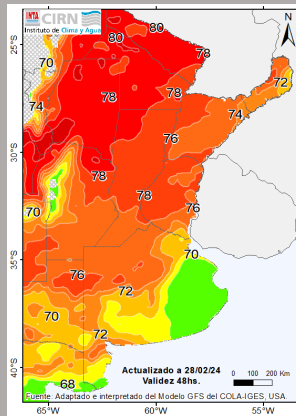 INTA CIRN
Instituto de Clima y Agua
N
80
80
25°S
70
78
72
74
78
78
74
76
30°S
78
78
76
70
70
35°S
76
72
70
72
Actualizado a 28/02/24
Validez 48hs.
0 100 200 Km
40°S
68
Fuente: Adaptado e interpretado del Modelo GFS del COLA-IGES, USA.
65°W 60°W 55°W